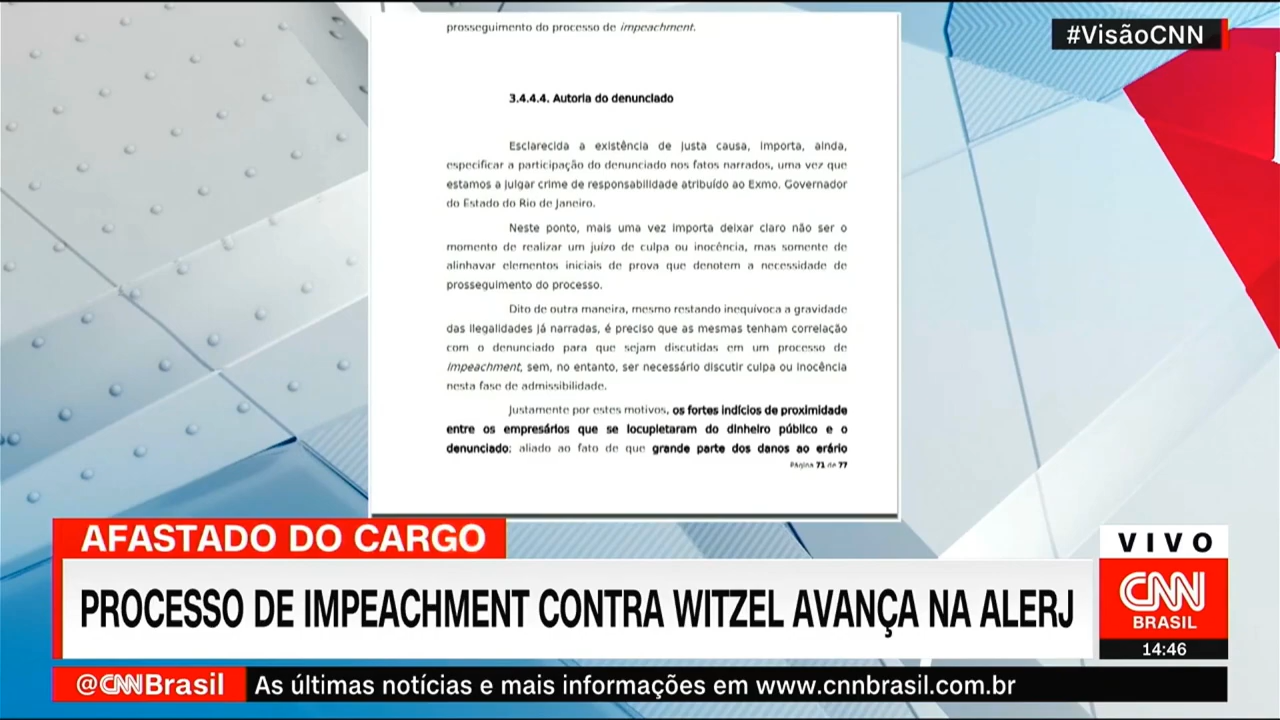 #VisãoCNN
prosseguimento do processo de impeachment.
3.4.4.4. Autoria do denunciado
Esclarecida a existência de justa causa, importa, ainda,
especificar a participação do denunciado nos fatos narrados, uma vez que
estamos a julgar crime de responsabilidade atribuído ao Exmo. Governador
do Estado do Rio de Janeiro.
Neste ponto, mais uma vez importa deixar claro não ser o
momento de realizar um juízo de culpa ou inocência, mas somente de
alinhavar elementos iniciais de prova que denotem a necessidade de
prosseguimento do processo.
Dito de outra maneira, mesmo restando inequívoca a gravidade
das ilegalidades já narradas, é preciso que as mesmas tenham correlação
com o denunciado para que sejam discutidas em um processo de
impeachment, sem, no entanto, ser necessário discutir culpa ou inocência
nesta fase de admissibilidade.
Justamente por estes motivos, os fortes indícios de proximidade
entre os empresários que se locupletaram do dinheiro público e o
denunciado; aliado ao fato de que grande parte dos danos ao erário
Página 71 de 77
AFASTADO DO CARGO
PROCESSO DE IMPEACHMENT CONTRA WITZEL AVANÇA NA ALERJ
VIVO
CNN
BRASIL
14:46
@CNNBrasil As últimas notícias e mais informações em www.cnnbrasil.com.br